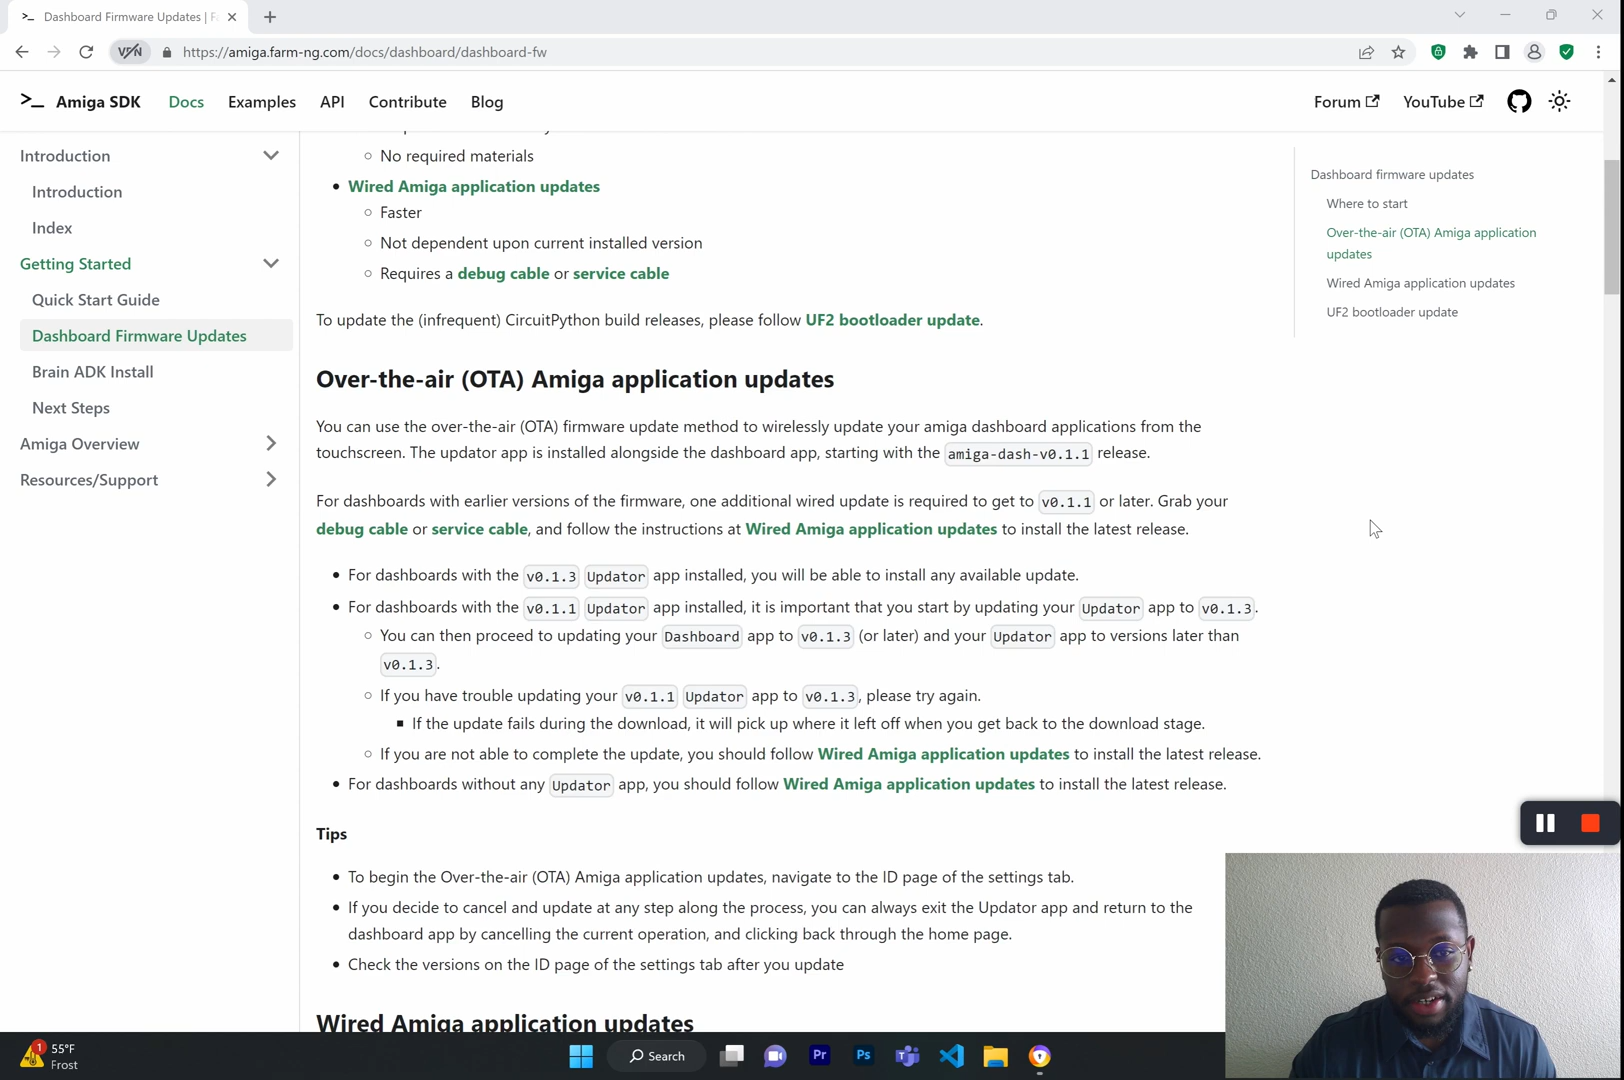 Dashboard Firmware Updates | F
https://amiga.farm-ng.com/docs/dashboard/dashboard-fw
Amiga SDK Docs Examples API Contribute Blog Forum YouTube
Introduction
Introduction
Index
Getting Started
Quick Start Guide
Dashboard Firmware Updates
Brain ADK Install
Next Steps
Amiga Overview
Resources/Support
No required materials
Wired Amiga application updates
Faster
Not dependent upon current installed version
Requires a debug cable or service cable
To update the (infrequent) CircuitPython build releases, please follow UF2 bootloader update.
Over-the-air (OTA) Amiga application updates
You can use the over-the-air (OTA) firmware update method to wirelessly update your amiga dashboard applications from the
touchscreen. The updator app is installed alongside the dashboard app, starting with the amiga-dash-v0.1.1 release.
For dashboards with earlier versions of the firmware, one additional wired update is required to get to v0.1.1 or later. Grab your
debug cable or service cable, and follow the instructions at Wired Amiga application updates to install the latest release.
For dashboards with the v0.1.3 Updator app installed, you will be able to install any available update.
For dashboards with the v0.1.1 Updator app installed, it is important that you start by updating your Updator app to v0.1.3.
You can then proceed to updating your Dashboard app to v0.1.3 (or later) and your Updator app to versions later than
v0.1.3.
If you have trouble updating your v0.1.1 Updator app to v0.1.3, please try again.
If the update fails during the download, it will pick up where it left off when you get back to the download stage.
If you are not able to complete the update, you should follow Wired Amiga application updates to install the latest release.
For dashboards without any Updator app, you should follow Wired Amiga application updates to install the latest release.
Tips
To begin the Over-the-air (OTA) Amiga application updates, navigate to the ID page of the settings tab.
If you decide to cancel and update at any step along the process, you can always exit the Updator app and return to the
dashboard app by cancelling the current operation, and clicking back through the home page.
Check the versions on the ID page of the settings tab after you update
Wired Amiga application updates
Dashboard firmware updates
Where to start
Over-the-air (OTA) Amiga application
updates
Wired Amiga application updates
UF2 bootloader update
1
55°F
Frost
Search
Pr
Ps